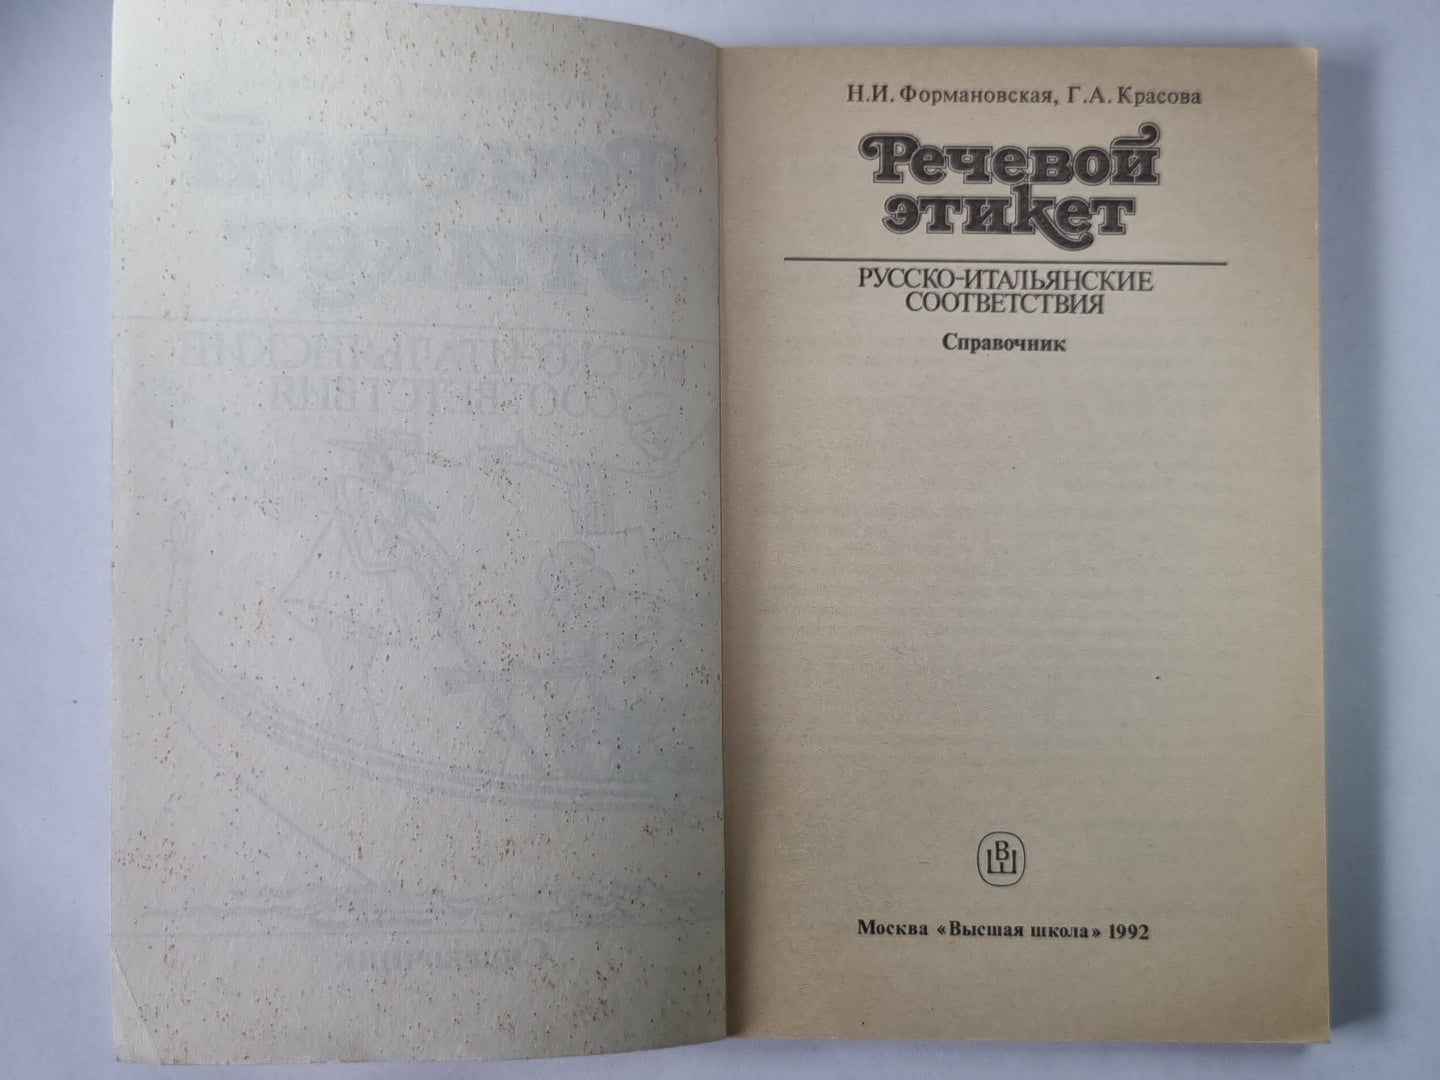 Н.И. Формановская, Г.А. Красова
Речевой
этикет
РУССКО-ИТАЛЬЯНСКИЕ
СООТВЕТСТВИЯ
Справочник
ВШ
Москва «Высшая школа» 1992